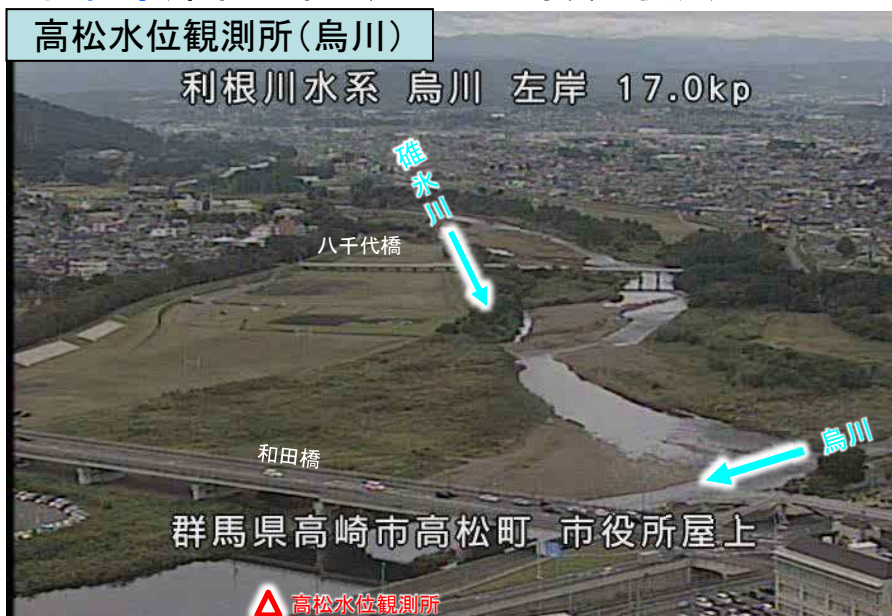 高松水位観測所(烏川)
利根川水系 烏川 左岸 17.0kp
碓氷川
八千代橋
烏川
和田橋
群馬県高崎市高松町 市役所屋上
高松水位観測所